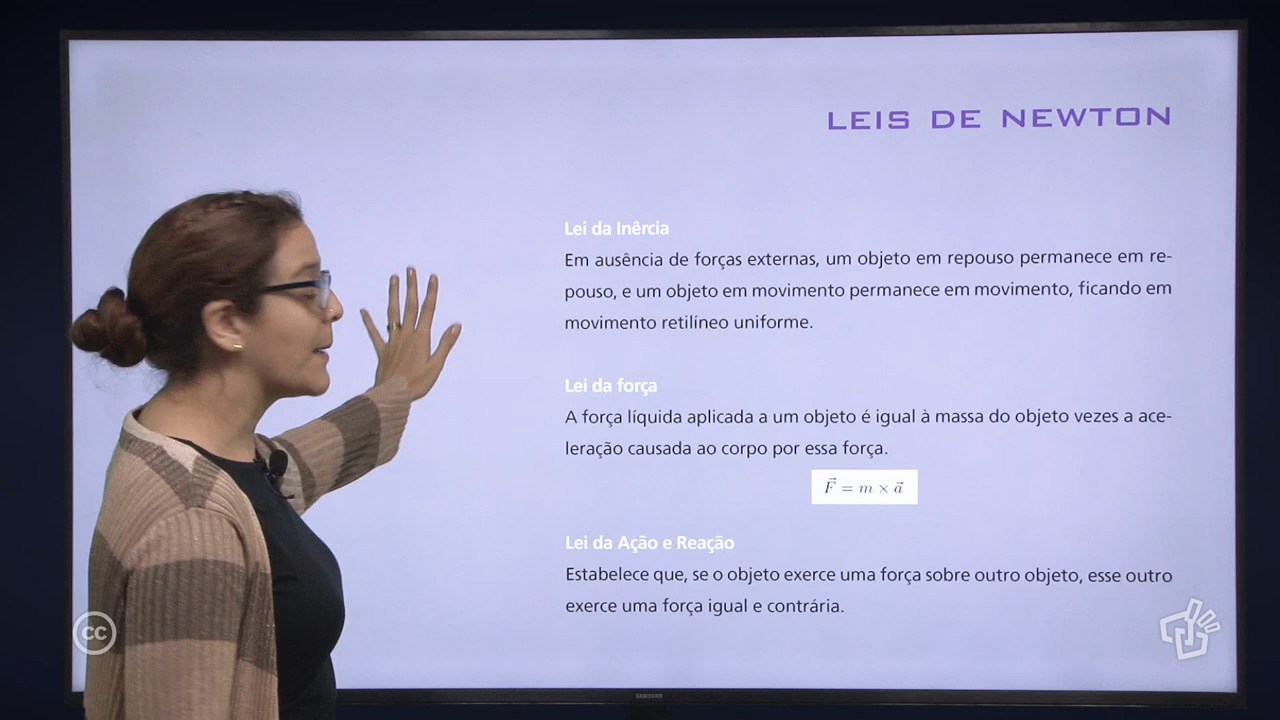 LEIS DE NEWTON
Lei da Inércia
Em ausência de forças externas, um objeto em repouso permanece em re-
pouso, e um objeto em movimento permanece em movimento, ficando em
movimento retilíneo uniforme.
Lei da força
A força líquida aplicada a um objeto é igual à massa do objeto vezes a ace-
leração causada ao corpo por essa força.
F⃗ = m × a⃗
Lei da Ação e Reação
Estabelece que, se o objeto exerce uma força sobre outro objeto, esse outro
exerce uma força igual e contrária.
cc
SAMSUNG